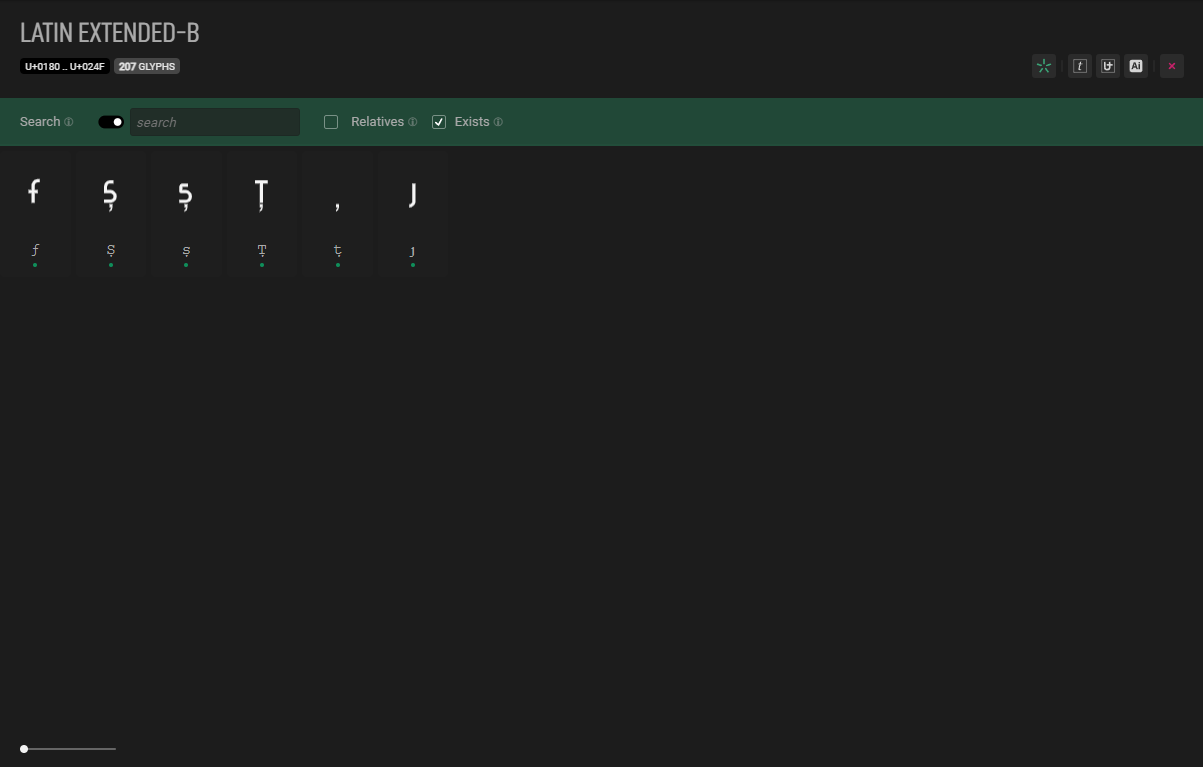 LATIN EXTENDED-B
U+0180 .. U+024F 207 GLYPHS
t U+ Ai ×
Search search Relatives Exists
ƒ Ș ș Ț , ȷ
ƒ Ș ș Ț ț ȷ